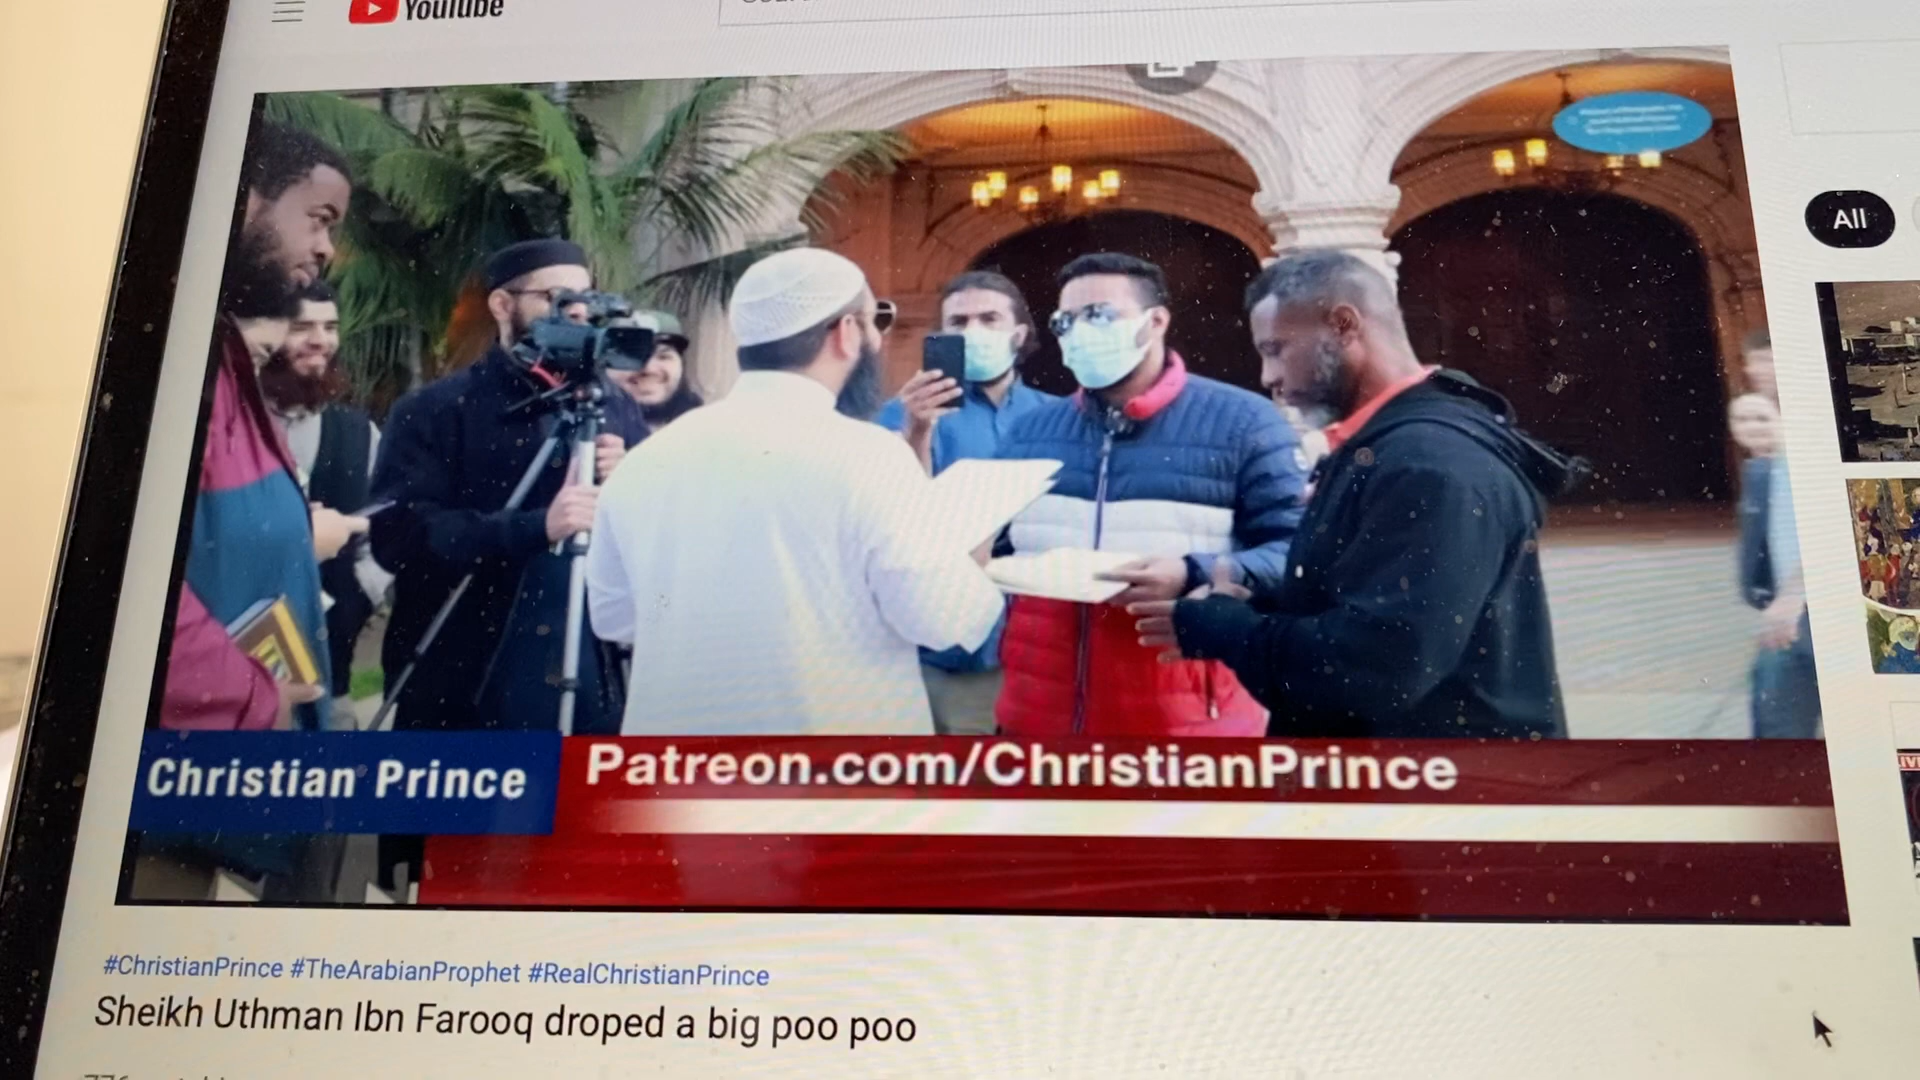 YouTube
All
Christian Prince
Patreon.com/ChristianPrince
#ChristianPrince #TheArabianProphet #RealChristianPrince
Sheikh Uthman Ibn Farooq droped a big poo poo